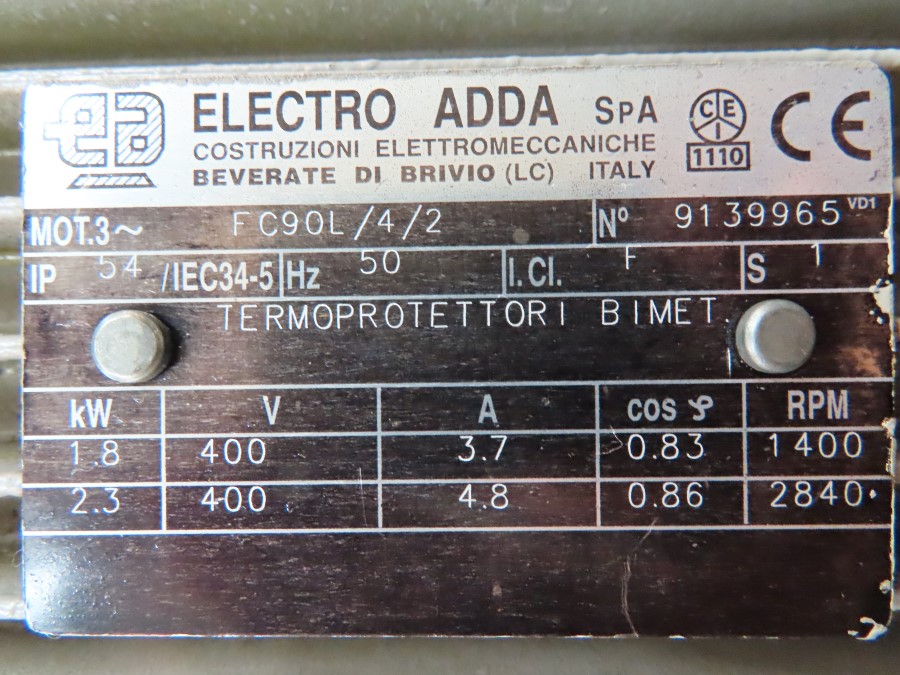 ea ELECTRO ADDA SpA
COSTRUZIONI ELETTROMECCANICHE
BEVERATE DI BRIVIO (LC) ITALY
CEI
1110
CE
MOT.3~ FC90L/4/2 Nº 9139965 VD1
IP 54 /IEC34-5 Hz 50 I.Cl. F S 1
TERMOPROTETTORI BIMET.
kW V A cos φ RPM
1.8 400 3.7 0.83 1400
2.3 400 4.8 0.86 2840